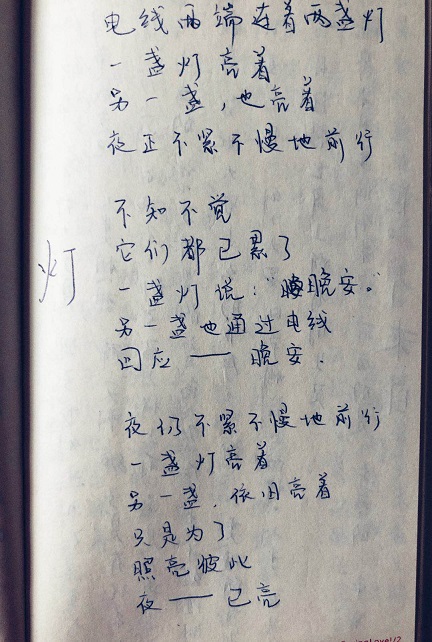 电线两端连着两盏灯
一盏灯亮着
另一盏，也亮着
夜正不紧不慢地前行
灯
不知不觉
它们都已累了
一盏灯说："晚安。"
另一盏也通过电线
回应——晚安．
夜仍不紧不慢地前行
一盏灯亮着
另一盏，依旧亮着
只是为了
照亮彼此
夜——已亮